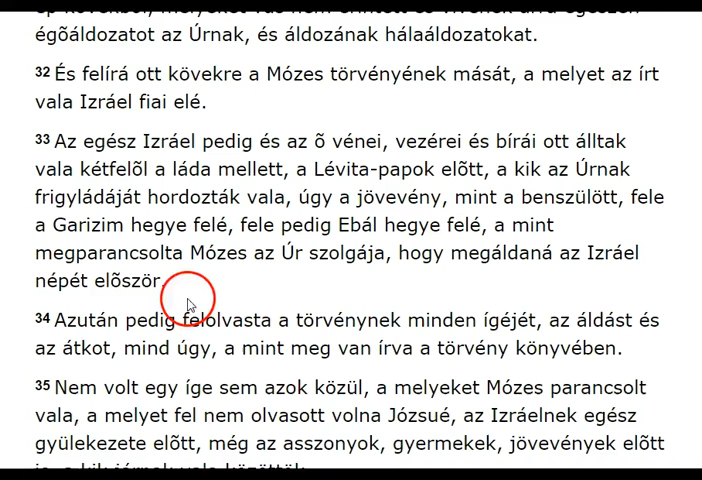 égõáldozatot az Úrnak, és áldozának hálaáldozatokat.
32 És felírá ott kövekre a Mózes törvényének mását, a melyet az írt
vala Izráel fiai elé.
33 Az egész Izráel pedig és az õ vénei, vezérei és bírái ott álltak
vala kétfelõl a láda mellett, a Lévita-papok elõtt, a kik az Úrnak
frigyládáját hordozták vala, úgy a jövevény, mint a benszülött, fele
a Garizim hegye felé, fele pedig Ebál hegye felé, a mint
megparancsolta Mózes az Úr szolgája, hogy megáldaná az Izráel
népét elõször.
34 Azután pedig felolvasta a törvénynek minden ígéjét, az áldást és
az átkot, mind úgy, a mint meg van írva a törvény könyvében.
35 Nem volt egy íge sem azok közül, a melyeket Mózes parancsolt
vala, a melyet fel nem olvasott volna Józsué, az Izráelnek egész
gyülekezete elõtt, még az asszonyok, gyermekek, jövevények elõtt